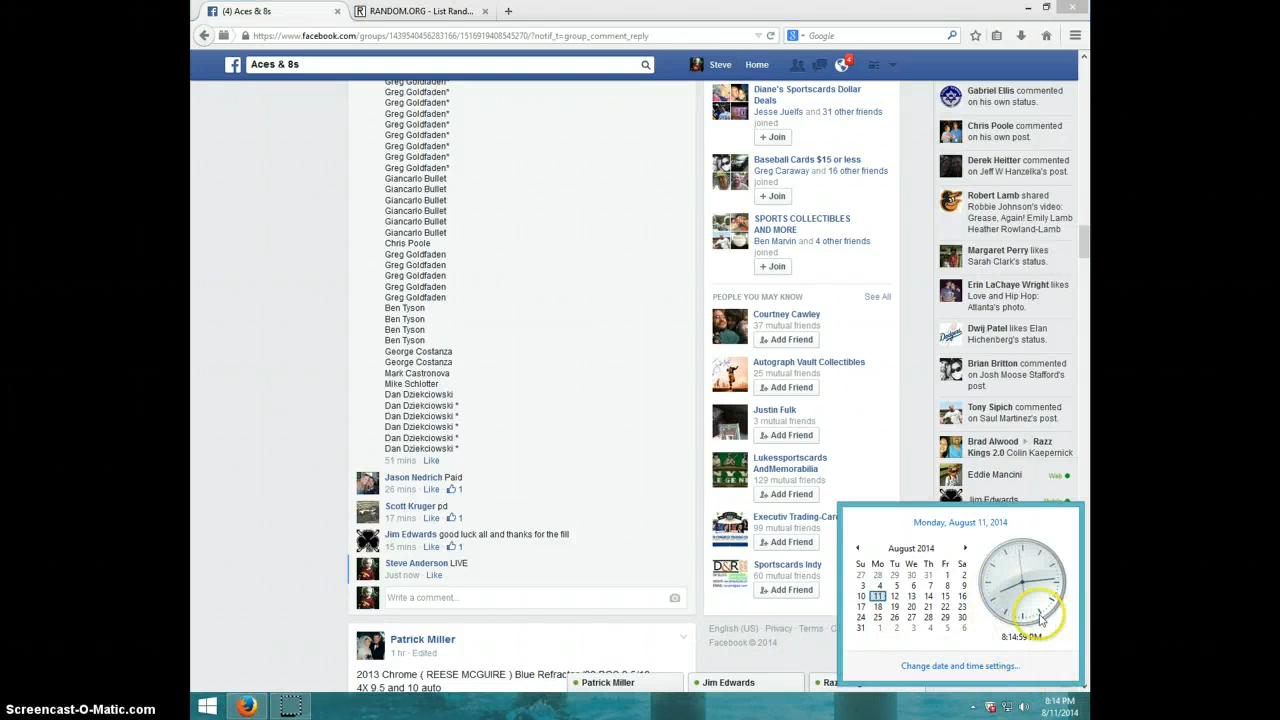 (4) Aces & 8s
RANDOM.ORG - List Rand...
https://www.facebook.com/groups/1439540456283166/1516919408545270/?notif_t=group_comment_reply
Google
Aces & 8s
Steve
Home
4
Greg Goldfaden*
Greg Goldfaden*
Greg Goldfaden*
Greg Goldfaden*
Greg Goldfaden*
Greg Goldfaden*
Greg Goldfaden*
Greg Goldfaden*
Greg Goldfaden*
Giancarlo Bullet
Giancarlo Bullet
Giancarlo Bullet
Giancarlo Bullet
Giancarlo Bullet
Giancarlo Bullet
Chris Poole
Greg Goldfaden
Greg Goldfaden
Greg Goldfaden
Greg Goldfaden
Greg Goldfaden
Ben Tyson
Ben Tyson
Ben Tyson
Ben Tyson
George Costanza
George Costanza
Mark Castronova
Mike Schlotter
Dan Dziekciowski
Dan Dziekciowski *
Dan Dziekciowski *
Dan Dziekciowski *
Dan Dziekciowski *
Dan Dziekciowski *
51 mins Like
Jason Nedrich Paid
26 mins Like 1
Scott Kruger pd
17 mins Like 1
Jim Edwards good luck all and thanks for the fill
15 mins Like 1
Steve Anderson LIVE
Just now Like
Write a comment...
Patrick Miller
1 hr Edited
2013 Chrome ( REESE MCGUIRE ) Blue Refractor
4X 9.5 and 10 auto
Diane's Sportscards Dollar
Deals
Jesse Juelfs and 31 other friends
joined
+ Join
Baseball Cards $15 or less
Greg Caraway and 16 other friends
joined
+ Join
SPORTS COLLECTIBLES
AND MORE
Ben Marvin and 4 other friends
joined
+ Join
PEOPLE YOU MAY KNOW
See All
Courtney Cawley
37 mutual friends
Add Friend
Autograph Vault Collectibles
25 mutual friends
Add Friend
Justin Fulk
3 mutual friends
Add Friend
Lukessportscards
AndMemorabilia
129 mutual friends
Add Friend
Executiv Trading-Car
99 mutual friends
Add Friend
Sportscards Indy
60 mutual friends
Add Friend
English (US) · Privacy · Terms · C
Facebook © 2014
Gabriel Ellis commented
on his own status.
Chris Poole commented
on his own post.
Derek Heitter commented
on Jeff W Hanzelka's post.
Robert Lamb shared
Robbie Johnson's video:
Grease, Again! Emily Lamb
Heather Rowland-Lamb
Margaret Perry likes
Sarah Clark's status.
Erin LaChaye Wright likes
Love and Hip Hop:
Atlanta's photo.
Dwij Patel likes Elan
Hichenberg's status.
Brian Britton commented
on Josh Moose Stafford's
post.
Tony Sipich commented
on Saul Martinez's post.
Brad Alwood Razz
Kings 2.0 Colin Kaepernick
Eddie Mancini
Web
Jim Edwards
Mobile
Patrick Miller
Jim Edwards
Raz
Monday, August 11, 2014
August 2014
Su Mo Tu We Th Fr Sa
27 28 29 30 31 1 2
3 4 5 6 7 8 9
10 11 12 13 14 15 16
17 18 19 20 21 22 23
24 25 26 27 28 29 30
31 1 2 3 4 5 6
8:14:59 PM
Change date and time settings...
8:14 PM
8/11/2014
Screencast-O-Matic.com